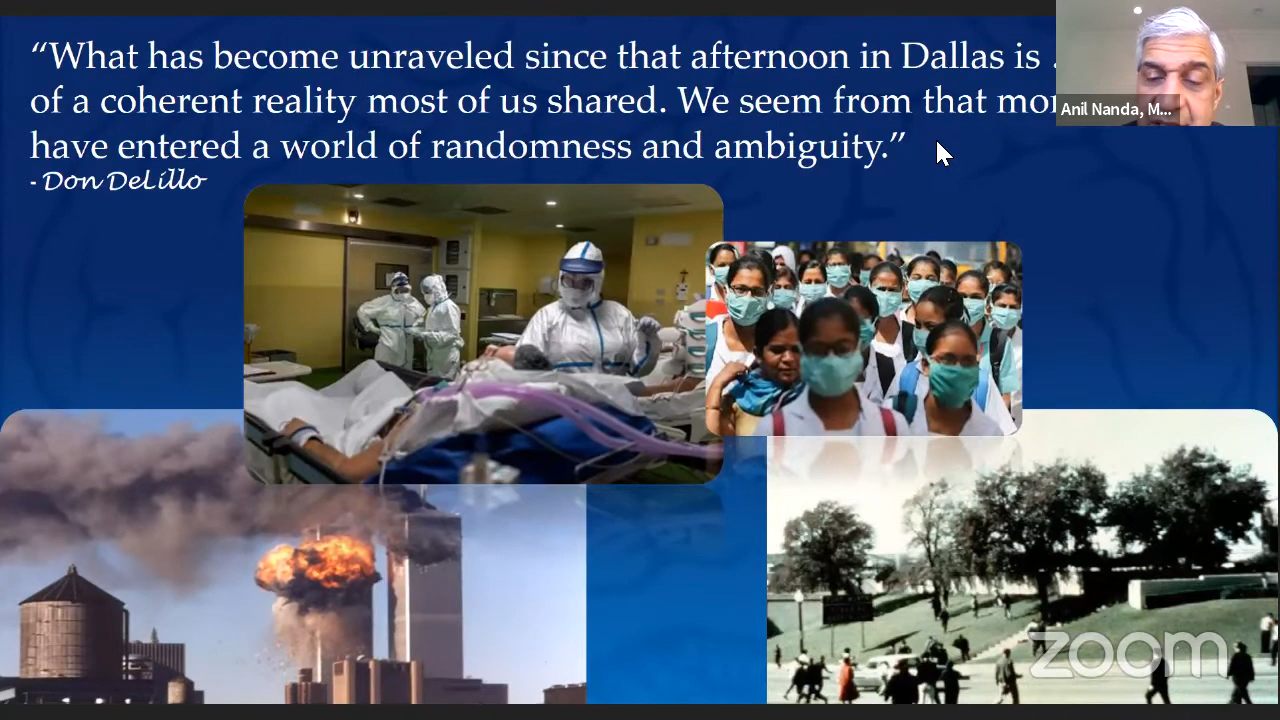 “What has become unraveled since that afternoon in Dallas is .
of a coherent reality most of us shared. We seem from that mor
have entered a world of randomness and ambiguity.”
- Don DeLillo
Anil Nanda, M...
zoom